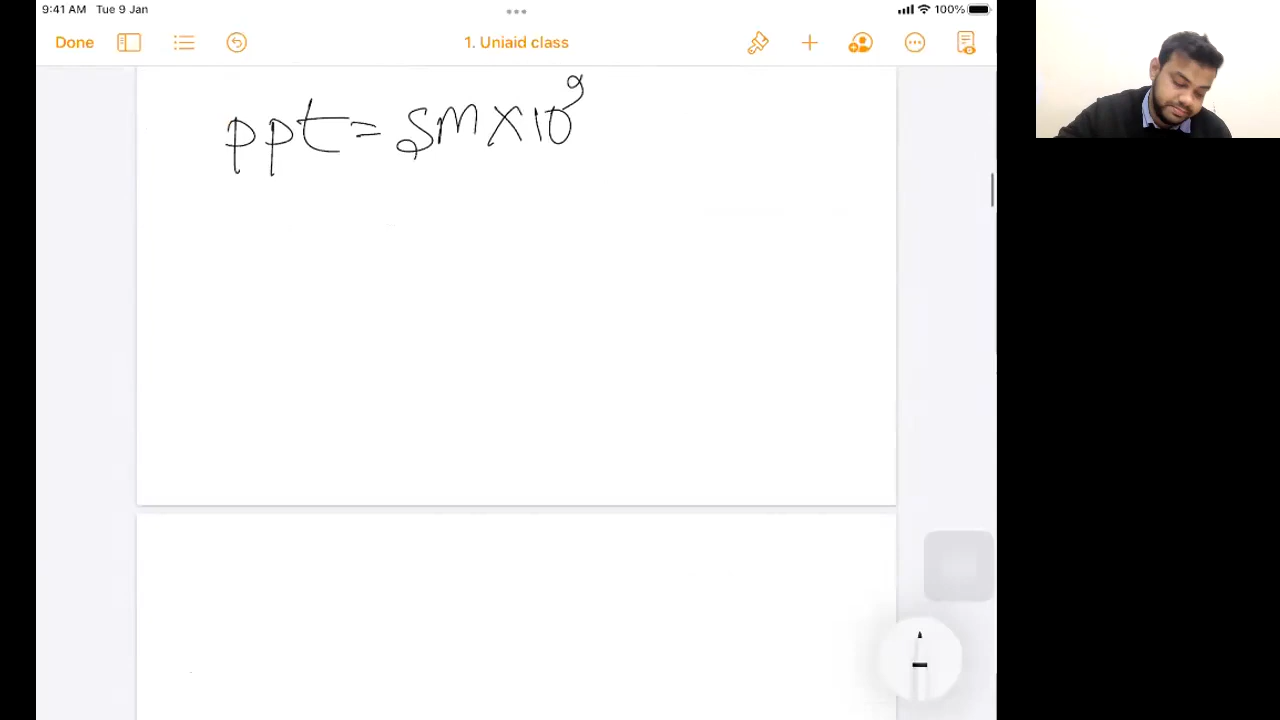 9:41 AM Tue 9 Jan
100%
Done
1. Uniaid class
ppt = SM X 10⁹